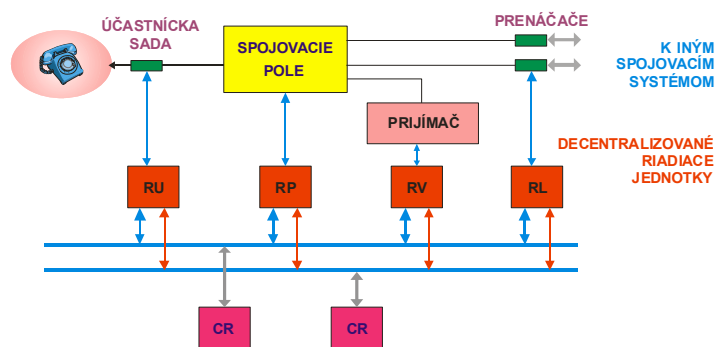 ÚČASTNÍCKA
SADA
SPOJOVACIE
POLE
PRENÁČAČE
K INÝM
SPOJOVACÍM
SYSTÉMOM
PRIJÍMAČ
DECENTRALIZOVANÉ
RIADIACE
JEDNOTKY
RU
RP
RV
RL
CR
CR